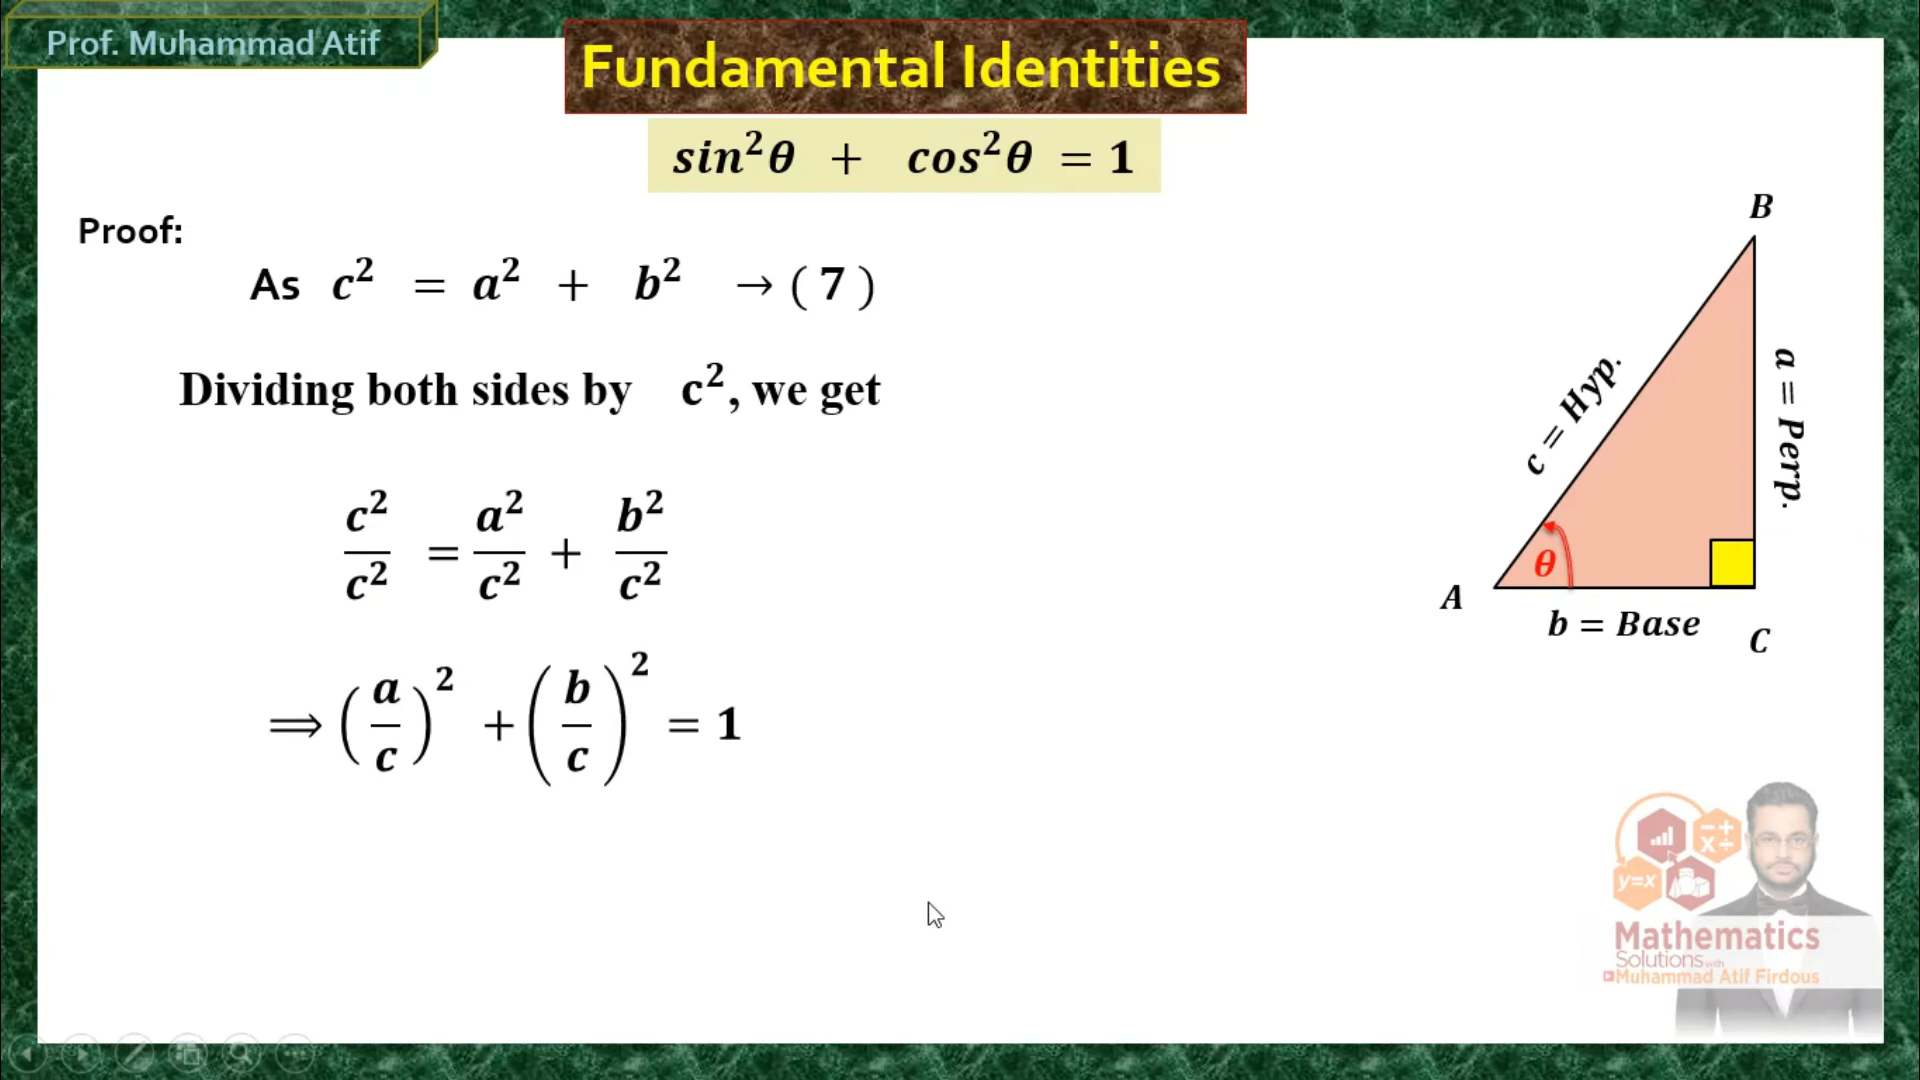 Prof. Muhammad Atif
Fundamental Identities
sin²θ + cos²θ = 1
Proof:
As c² = a² + b² → ( 7 )
Dividing both sides by c², we get
c²/c² = a²/c² + b²/c²
⟹ (a/c)² + (b/c)² = 1
B
c = Hyp.
a = Perp.
θ
A
b = Base
C
y=x
Mathematics
Solutions with
Muhammad Atif Firdous